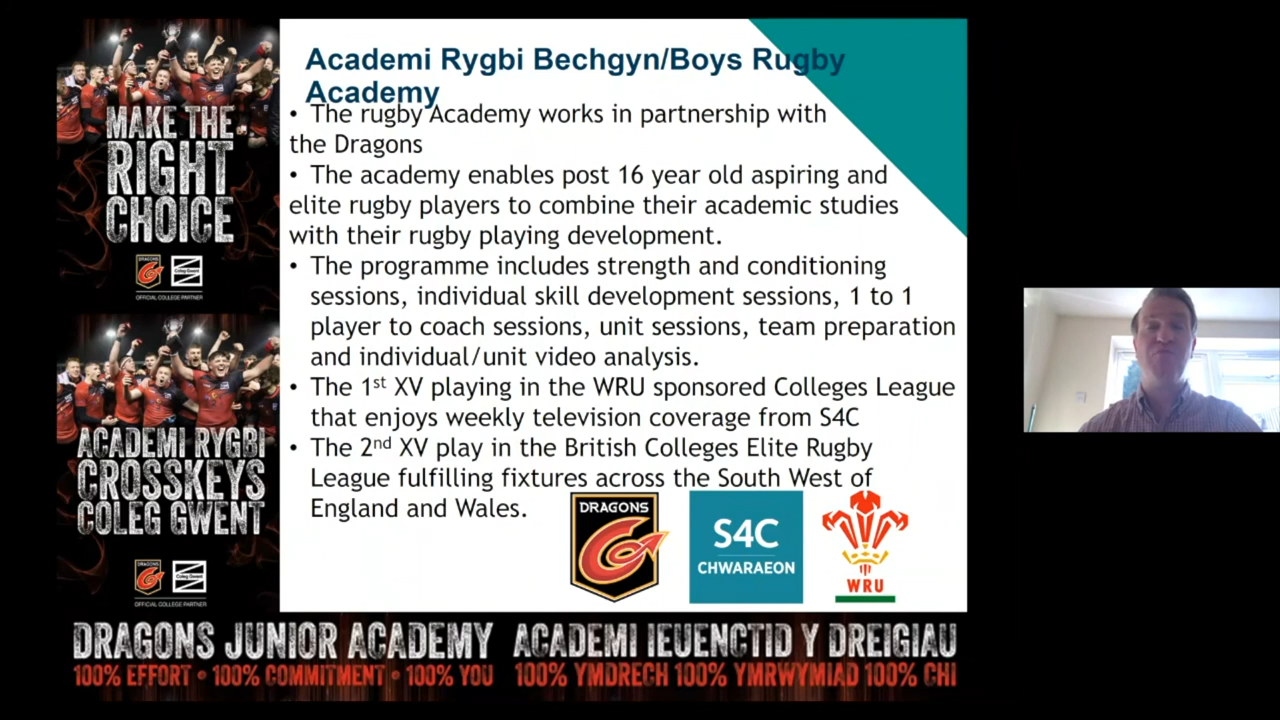 MAKE THE
RIGHT
CHOICE
DRAGONS
Coleg Gwent
OFFICIAL COLLEGE PARTNER
ACADEMI RYGBI
CROSSKEYS
COLEG GWENT
DRAGONS
Coleg Gwent
OFFICIAL COLLEGE PARTNER
Academi Rygbi Bechgyn/Boys Rugby
Academy
• The rugby Academy works in partnership with
the Dragons
• The academy enables post 16 year old aspiring and
elite rugby players to combine their academic studies
with their rugby playing development.
• The programme includes strength and conditioning
sessions, individual skill development sessions, 1 to 1
player to coach sessions, unit sessions, team preparation
and individual/unit video analysis.
• The 1st XV playing in the WRU sponsored Colleges League
that enjoys weekly television coverage from S4C
• The 2nd XV play in the British Colleges Elite Rugby
League fulfilling fixtures across the South West of
England and Wales.
DRAGONS
S4C
CHWARAEON
WRU
DRAGONS JUNIOR ACADEMY
100% EFFORT • 100% COMMITMENT • 100% YOU
ACADEMI IEUENCTID Y DREIGIAU
100% YMDRECH 100% YMRWYMIAD 100% CHI